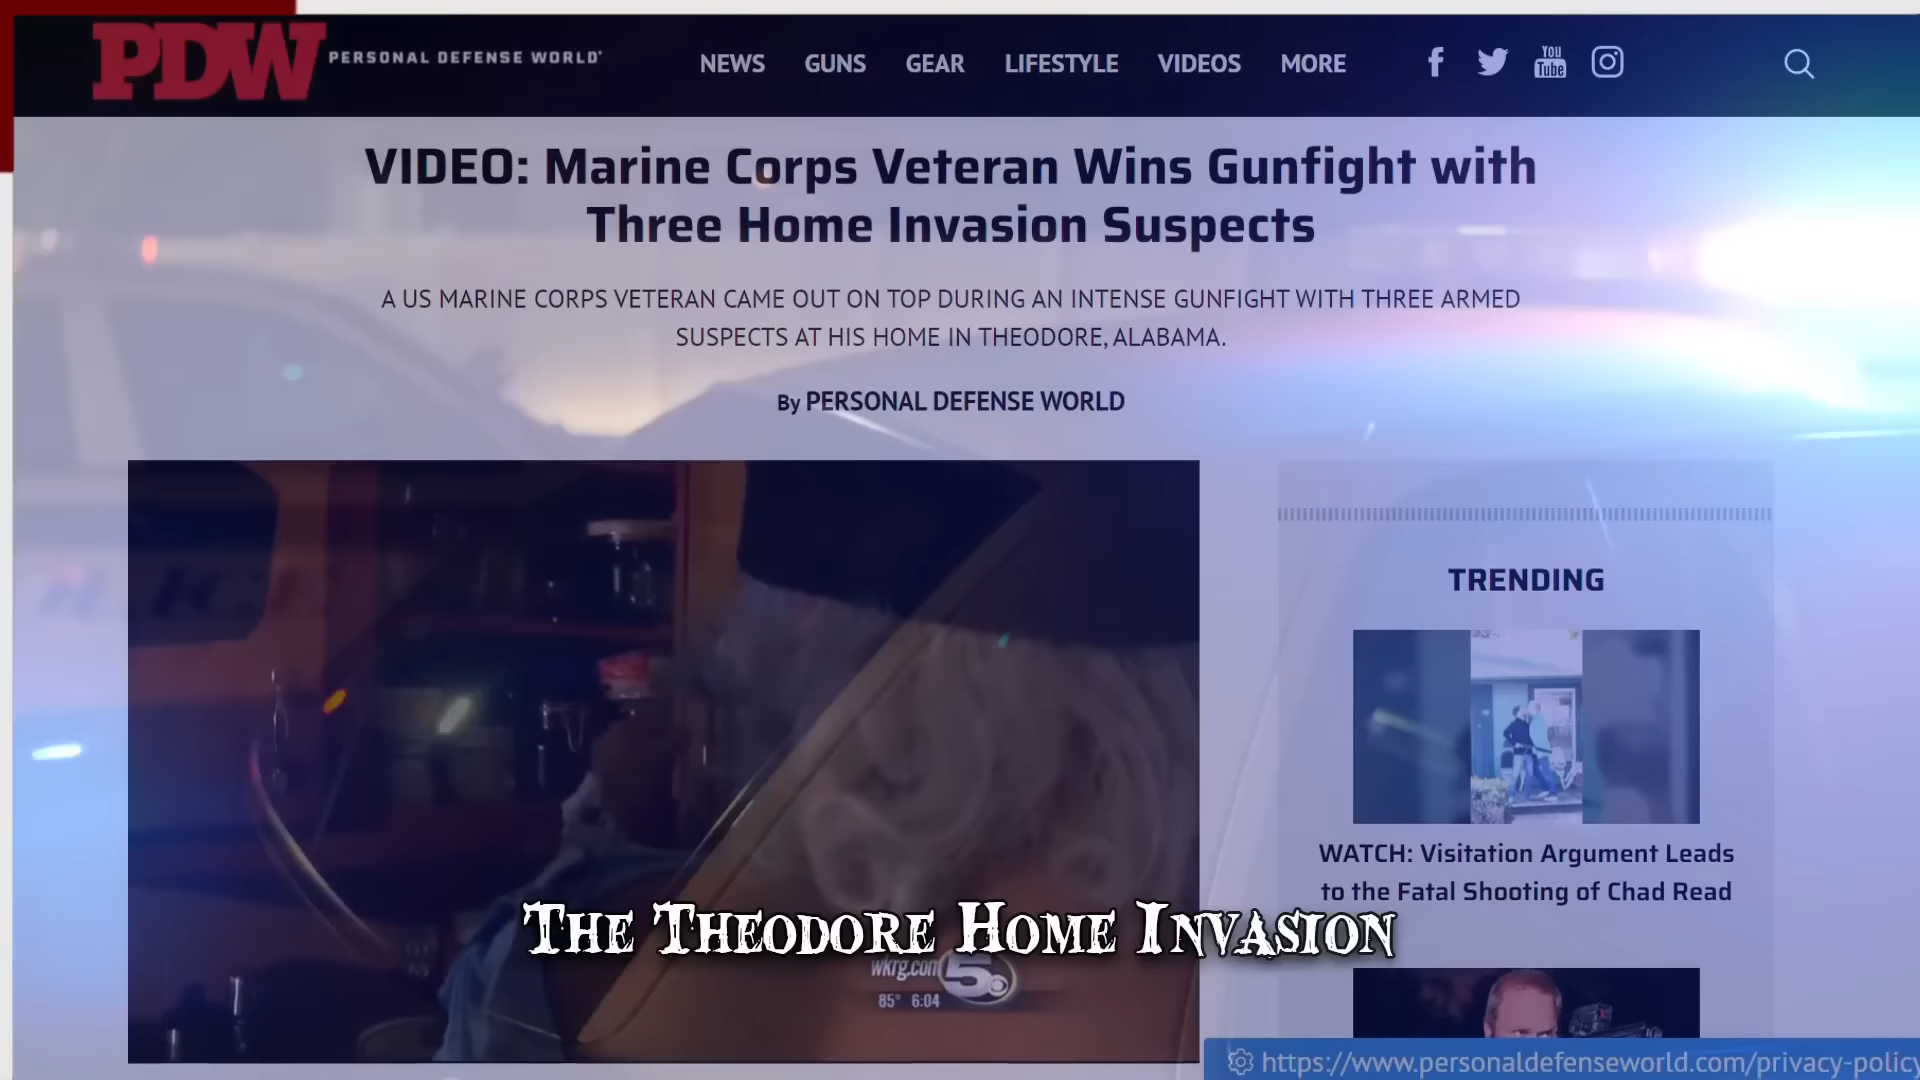 PDW PERSONAL DEFENSE WORLD
NEWS GUNS GEAR LIFESTYLE VIDEOS MORE
You
Tube
VIDEO: Marine Corps Veteran Wins Gunfight with
Three Home Invasion Suspects
A US MARINE CORPS VETERAN CAME OUT ON TOP DURING AN INTENSE GUNFIGHT WITH THREE ARMED
SUSPECTS AT HIS HOME IN THEODORE, ALABAMA.
By PERSONAL DEFENSE WORLD
TRENDING
WATCH: Visitation Argument Leads
to the Fatal Shooting of Chad Read
THE THEODORE HOME INVASION
wkrg.com 5
85° 6:04
https://www.personaldefenseworld.com/privacy-policy